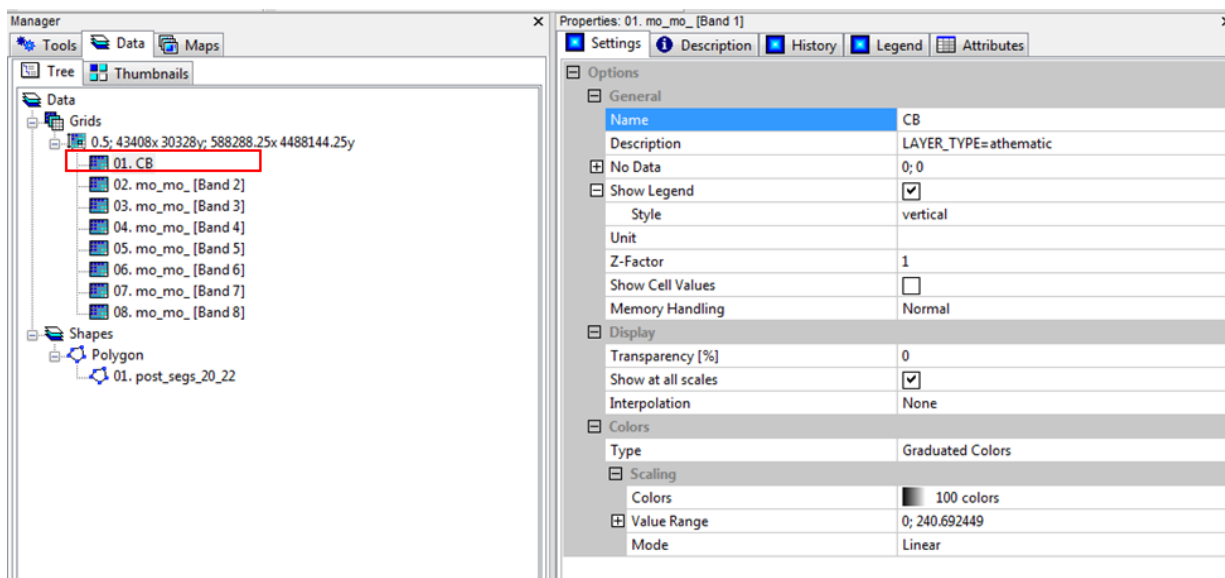 Manager
Tools Data Maps
Tree Thumbnails
Data
Grids
0.5; 43408x 30328y; 588288.25x 4488144.25y
01. CB
02. mo_mo_ [Band 2]
03. mo_mo_ [Band 3]
04. mo_mo_ [Band 4]
05. mo_mo_ [Band 5]
06. mo_mo_ [Band 6]
07. mo_mo_ [Band 7]
08. mo_mo_ [Band 8]
Shapes
Polygon
01. post_segs_20_22
Properties: 01. mo_mo_ [Band 1]
Settings Description History Legend Attributes
Options
General
Name CB
Description LAYER_TYPE=athematic
No Data 0; 0
Show Legend
Style vertical
Unit
Z-Factor 1
Show Cell Values
Memory Handling Normal
Display
Transparency [%] 0
Show at all scales
Interpolation None
Colors
Type Graduated Colors
Scaling
Colors 100 colors
Value Range 0; 240.692449
Mode Linear